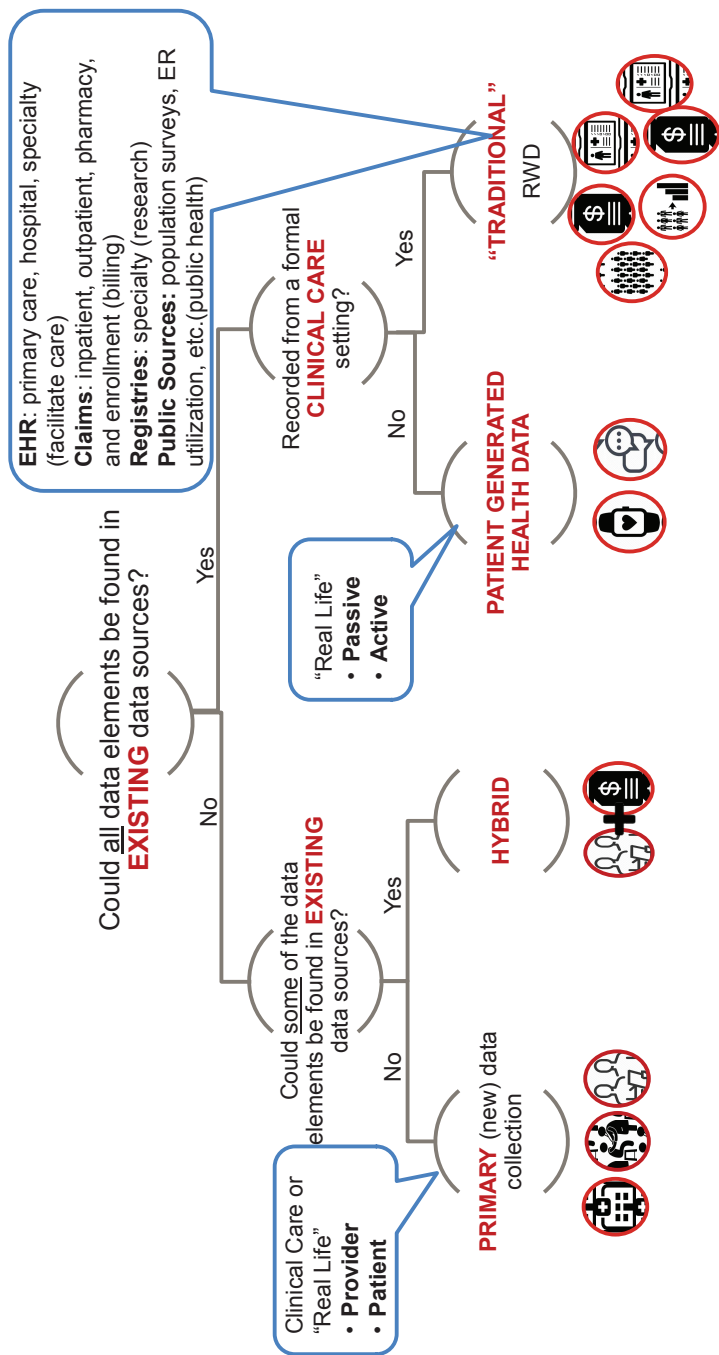 Could all data elements be found in
EXISTING data sources?
No
Yes
Could some of the data
elements be found in EXISTING
data sources?
No
Yes
Recorded from a formal
CLINICAL CARE
setting?
No
Yes
Clinical Care or
"Real Life"
• Provider
• Patient
PRIMARY (new) data
collection
HYBRID
"Real Life"
• Passive
• Active
PATIENT GENERATED
HEALTH DATA
EHR: primary care, hospital, specialty
(facilitate care)
Claims: inpatient, outpatient, pharmacy,
and enrollment (billing)
Registries: specialty (research)
Public Sources: population surveys, ER
utilization, etc.(public health)
"TRADITIONAL"
RWD
$
$
$